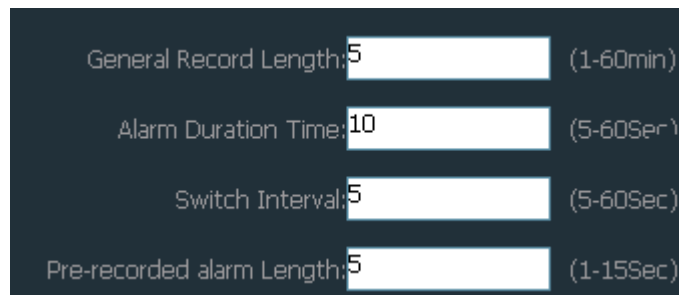 General Record Length:5 (1-60min)
Alarm Duration Time:10 (5-60Sec)
Switch Interval:5 (5-60Sec)
Pre-recorded alarm Length:5 (1-15Sec)